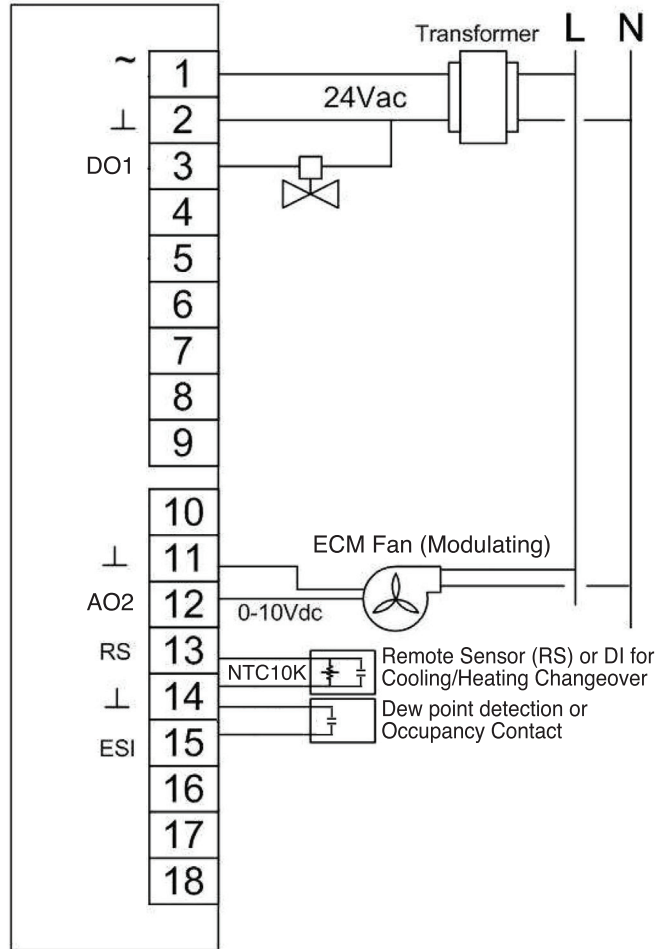 Transformer L N
~ 1
24Vac
⊥ 2
DO1 3
4
5
6
7
8
9
10
ECM Fan (Modulating)
⊥ 11
AO2 12
0-10Vdc
RS 13
NTC10K
Remote Sensor (RS) or DI for
Cooling/Heating Changeover
⊥ 14
Dew point detection or
Occupancy Contact
ESI 15
16
17
18